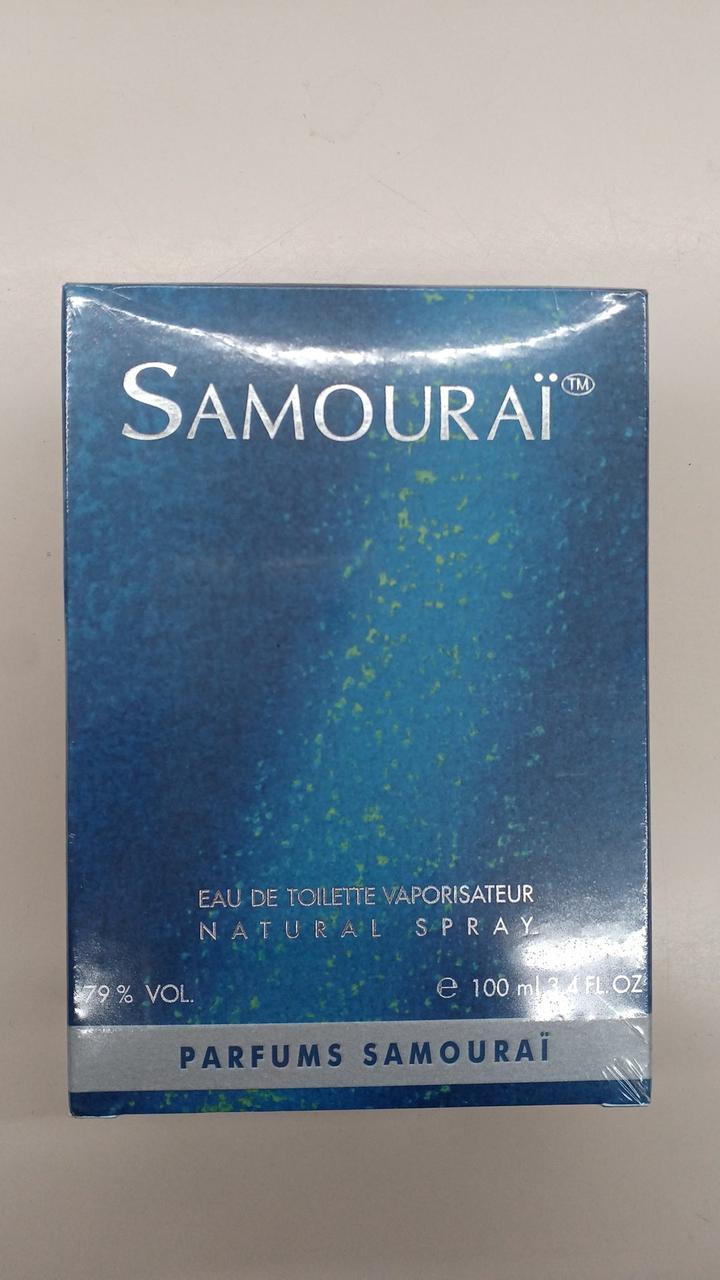 SAMOURAÏ™
EAU DE TOILETTE VAPORISATEUR
NATURAL SPRAY
79 % VOL.
℮ 100 ml 3.4 FL. OZ
PARFUMS SAMOURAÏ